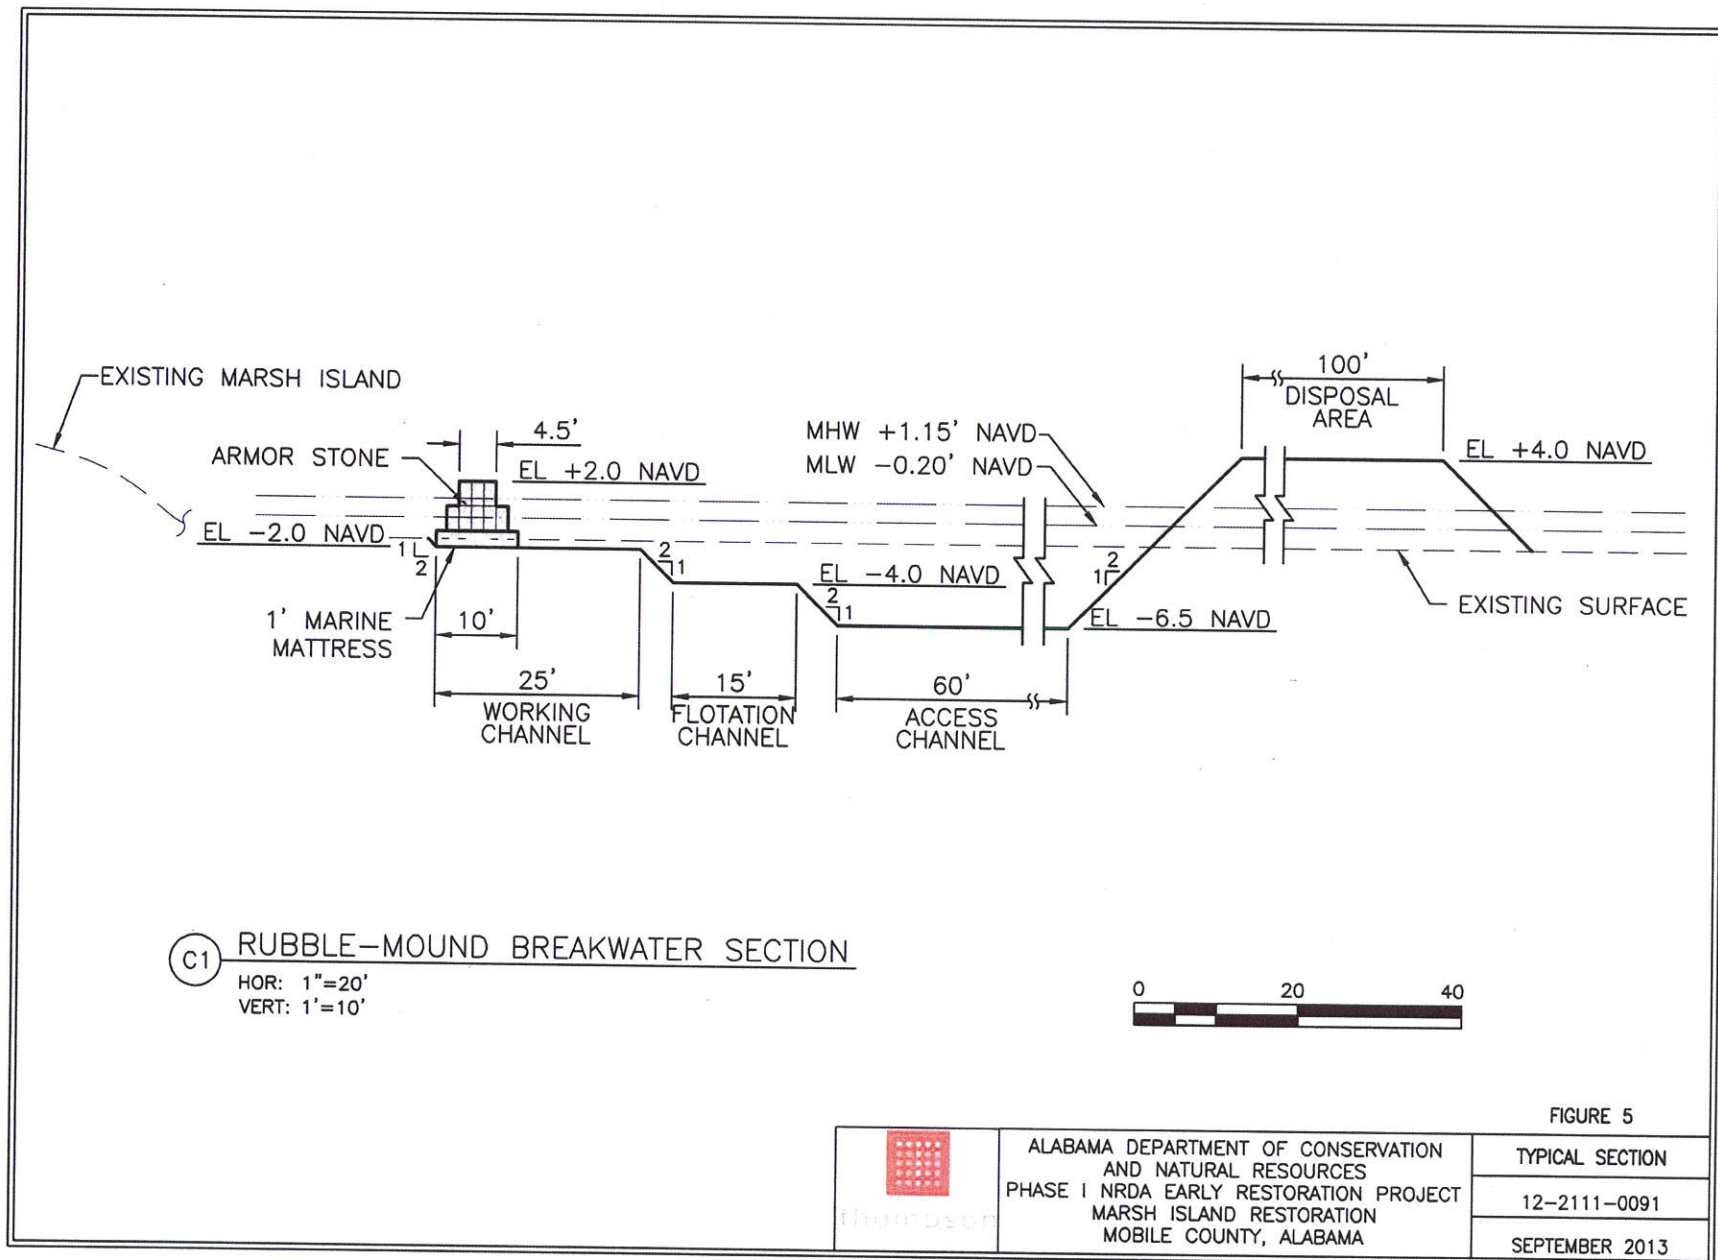 EXISTING MARSH ISLAND
ARMOR STONE
4.5'
EL +2.0 NAVD
EL -2.0 NAVD
1
2
1' MARINE
MATTRESS
10'
25'
WORKING
CHANNEL
2
1
15'
FLOTATION
CHANNEL
EL -4.0 NAVD
2
1
60'
ACCESS
CHANNEL
MHW +1.15' NAVD
MLW -0.20' NAVD
2
1
EL -6.5 NAVD
100'
DISPOSAL
AREA
EL +4.0 NAVD
EXISTING SURFACE
C1
RUBBLE-MOUND BREAKWATER SECTION
HOR: 1"=20'
VERT: 1'=10'
0 20 40
FIGURE 5
thompson
ALABAMA DEPARTMENT OF CONSERVATION
AND NATURAL RESOURCES
PHASE I NRDA EARLY RESTORATION PROJECT
MARSH ISLAND RESTORATION
MOBILE COUNTY, ALABAMA
TYPICAL SECTION
12-2111-0091
SEPTEMBER 2013